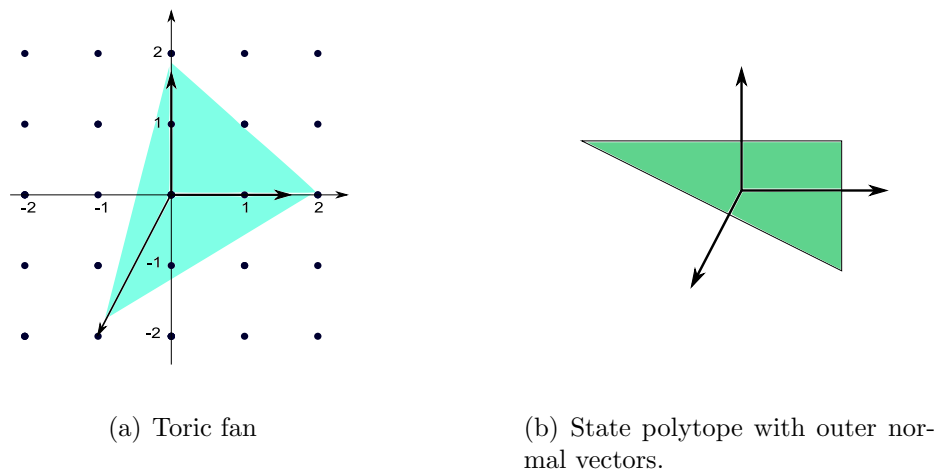 2
1
-2 -1 1 2
-1
-2
(a) Toric fan
(b) State polytope with outer nor-
mal vectors.